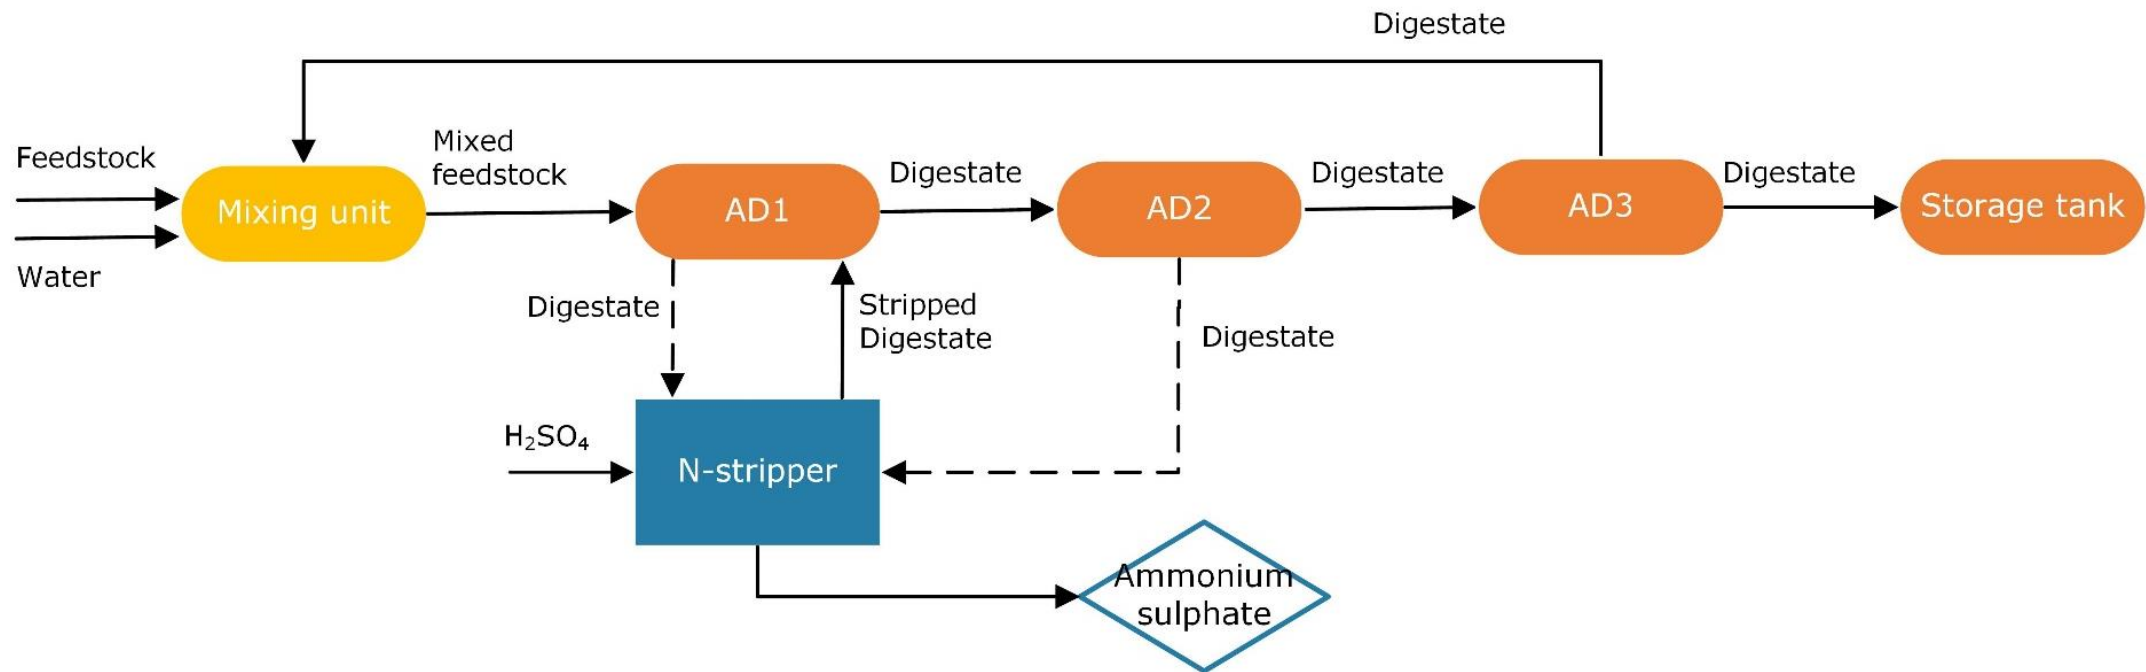 Digestate
Feedstock
Water
Mixing unit
Mixed
feedstock
AD1
Digestate
AD2
Digestate
AD3
Digestate
Storage tank
Digestate
Stripped
Digestate
Digestate
H₂SO₄
N-stripper
Ammonium
sulphate